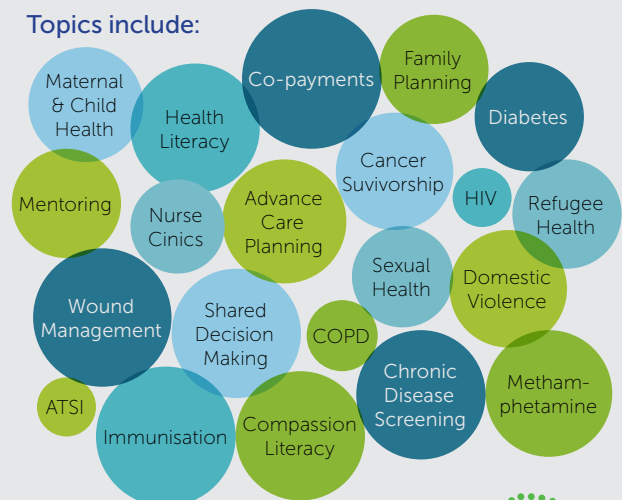 Topics include:
Maternal
& Child
Health
Health
Literacy
Co-payments
Family
Planning
Diabetes
Mentoring
Nurse
Cinics
Advance
Care
Planning
Cancer
Suvivorship
HIV
Refugee
Health
Wound
Management
Shared
Decision
Making
COPD
Sexual
Health
Domestic
Violence
ATSI
Immunisation
Compassion
Literacy
Chronic
Disease
Screening
Metham-
phetamine